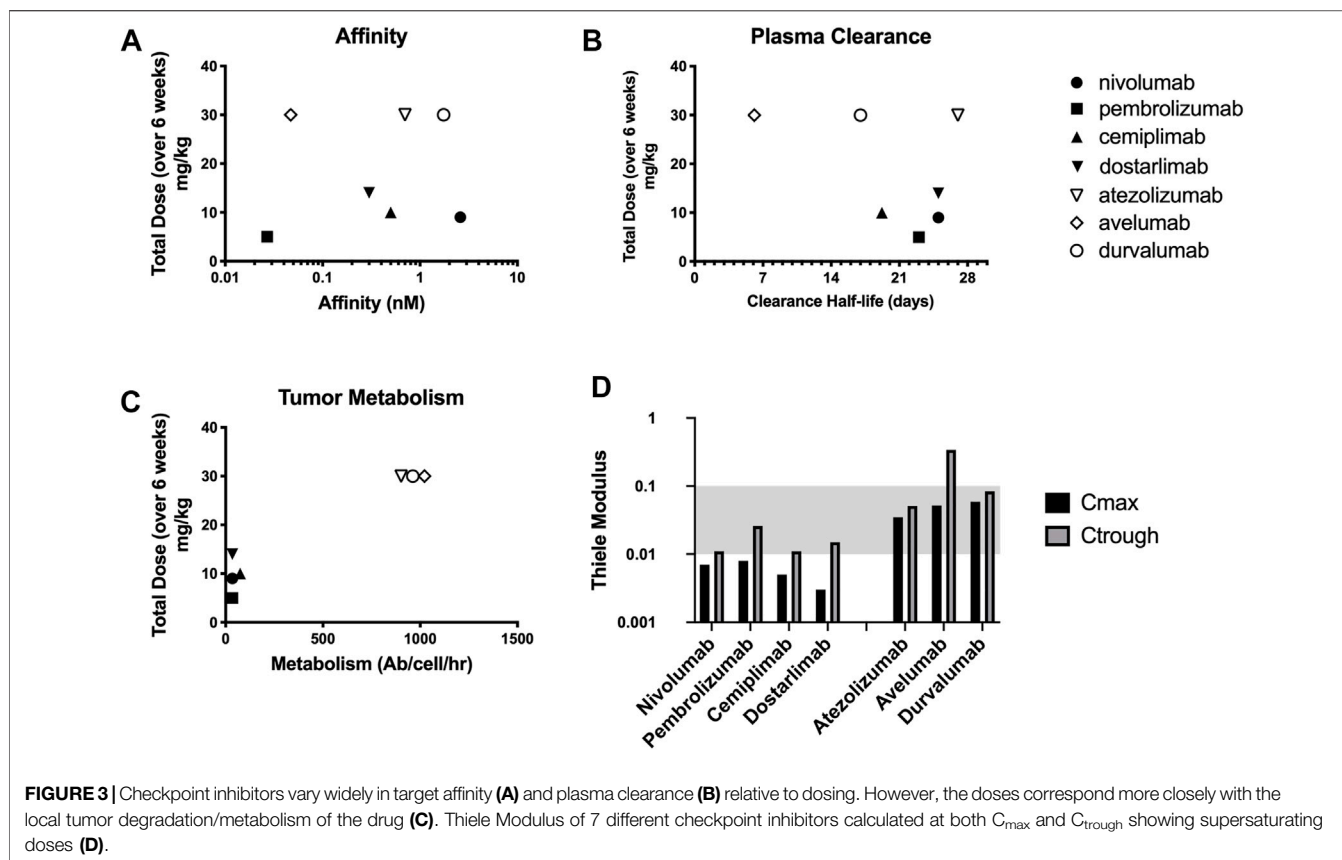 A
Affinity
Total Dose (over 6 weeks)
mg/kg
40
30
20
10
0
0.01
0.1
1
10
Affinity (nM)
B
Plasma Clearance
Total Dose (over 6 weeks)
mg/kg
40
30
20
10
0
0
7
14
21
28
Clearance Half-life (days)
nivolumab
pembrolizumab
cemiplimab
dostarlimab
atezolizumab
avelumab
durvalumab
C
Tumor Metabolism
Total Dose (over 6 weeks)
mg/kg
40
30
20
10
0
0
500
1000
1500
Metabolism (Ab/cell/hr)
D
Thiele Modulus
1
0.1
0.01
0.001
Nivolumab
Pembrolizumab
Cemiplimab
Dostarlimab
Atezolizumab
Avelumab
Durvalumab
Cmax
Ctrough
FIGURE 3 | Checkpoint inhibitors vary widely in target affinity (A) and plasma clearance (B) relative to dosing. However, the doses correspond more closely with the
local tumor degradation/metabolism of the drug (C). Thiele Modulus of 7 different checkpoint inhibitors calculated at both Cmax and Ctrough showing supersaturating
doses (D).